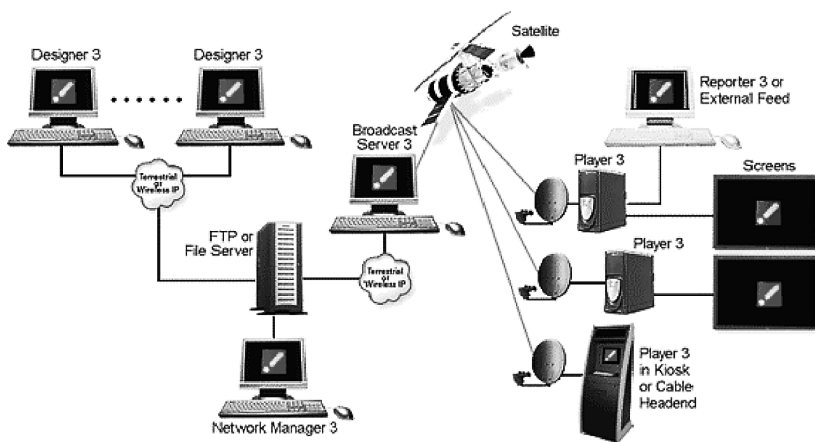 Designer 3
Designer 3
Satellite
Reporter 3 or
External Feed
Broadcast
Server 3
Player 3
Screens
Terrestrial
or
Wireless IP
FTP or
File Server
Player 3
Terrestrial
or
Wireless IP
Player 3
in Kiosk
or Cable
Headend
Network Manager 3